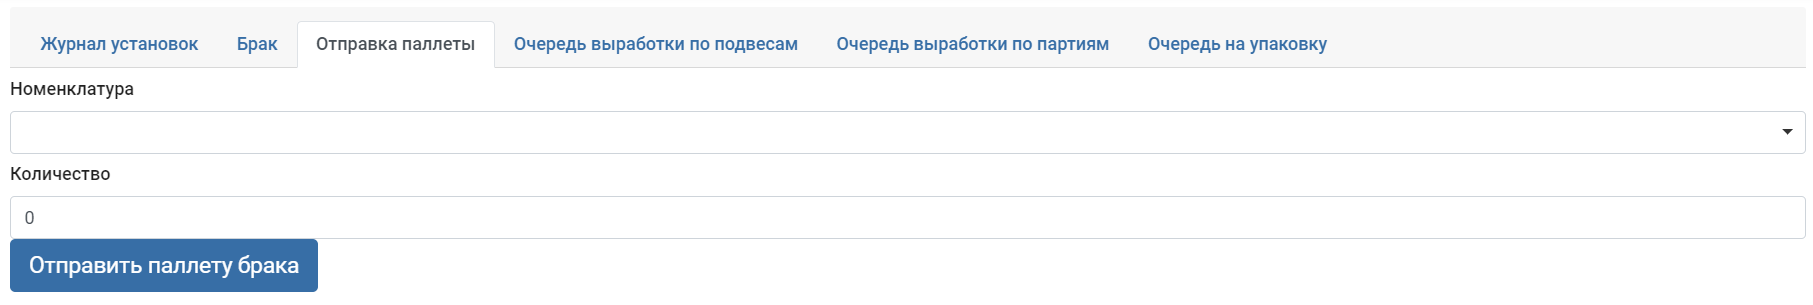 Журнал установок Брак Отправка паллеты Очередь выработки по подвесам Очередь выработки по партиям Очередь на упаковку
Номенклатура
Количество
0
Отправить паллету брака